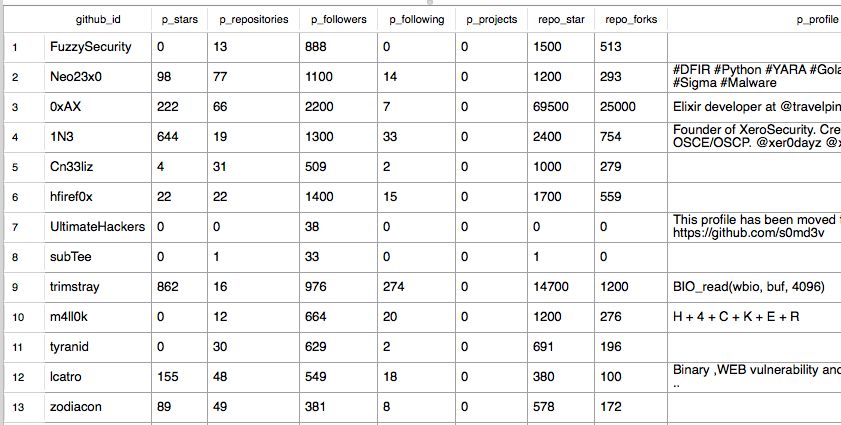 github_id p_stars p_repositories p_followers p_following p_projects repo_star repo_forks p_profile
1 FuzzySecurity 0 13 888 0 0 1500 513
2 Neo23x0 98 77 1100 14 0 1200 293 #DFIR #Python #YARA #Gola
#Sigma #Malware
3 0xAX 222 66 2200 7 0 69500 25000 Elixir developer at @travelpin
4 1N3 644 19 1300 33 0 2400 754 Founder of XeroSecurity. Cre
OSCE/OSCP. @xer0dayz @x
5 Cn33liz 4 31 509 2 0 1000 279
6 hfiref0x 22 22 1400 15 0 1700 559
7 UltimateHackers 0 0 38 0 0 0 0 This profile has been moved
https://github.com/s0md3v
8 subTee 0 1 33 0 0 1 0
9 trimstray 862 16 976 274 0 14700 1200 BIO_read(wbio, buf, 4096)
10 m4ll0k 0 12 664 20 0 1200 276 H + 4 + C + K + E + R
11 tyranid 0 30 629 2 0 691 196
12 lcatro 155 48 549 18 0 380 100 Binary ,WEB vulnerability and
..
13 zodiacon 89 49 381 8 0 578 172